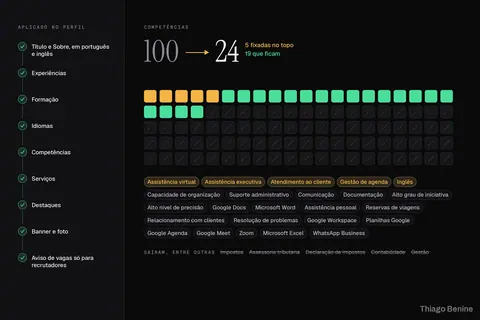 APLICADO NO PERFIL
Título e Sobre, em português
e inglês
Experiências
Formação
Idiomas
Competências
Serviços
Destaques
Banner e foto
Aviso de vagas só para
recrutadores
COMPETÊNCIAS
100 → 24
5 fixadas no topo
19 que ficam
Assistência virtual Assistência executiva Atendimento ao cliente Gestão de agenda Inglês
Capacidade de organização Suporte administrativo Comunicação Documentação Alto grau de iniciativa
Alto nível de precisão Google Docs Microsoft Word Assistência pessoal Reservas de viagens
Relacionamento com clientes Resolução de problemas Google Workspace Planilhas Google
Google Agenda Google Meet Zoom Microsoft Excel WhatsApp Business
SAÍRAM, ENTRE OUTRAS Impostos Assessoria tributária Declaração de impostos Contabilidade Gestão
Thiago Benine